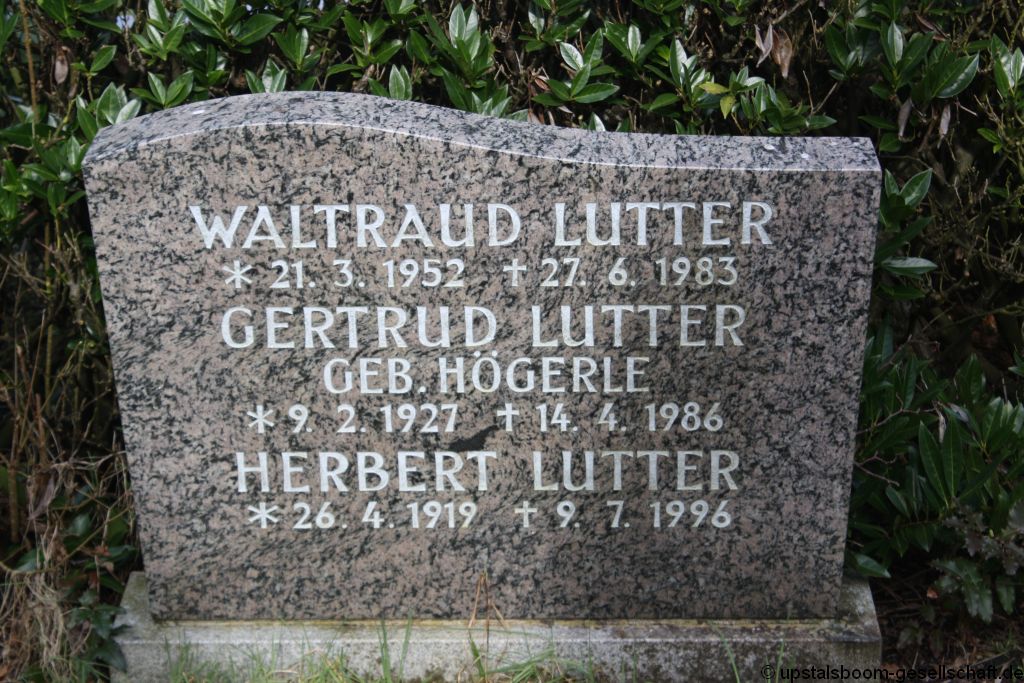 WALTRAUD LUTTER
* 21. 3. 1952 † 27. 6. 1983
GERTRUD LUTTER
GEB. HÖGERLE
* 9. 2. 1927 † 14. 4. 1986
HERBERT LUTTER
* 26. 4. 1919 † 9. 7. 1996
© upstalsboom-gesellschaft.de